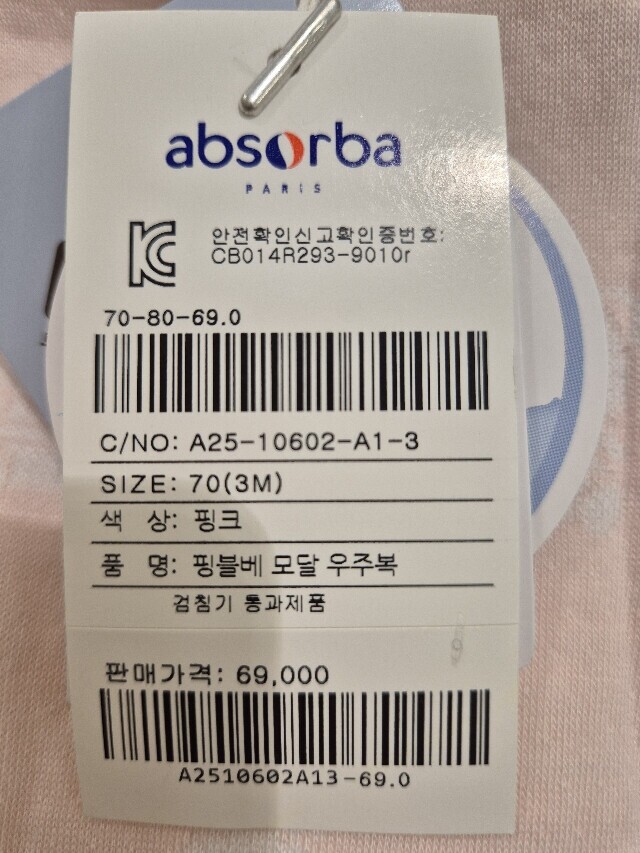 absorba
PARIS
안전확인신고확인증번호:
CB014R293-9010r
70-80-69.0
C/NO: A25-10602-A1-3
SIZE: 70(3M)
색 상: 핑크
품 명: 핑블베 모달 우주복
검침기 통과제품
판매가격: 69,000
A2510602A13-69.0